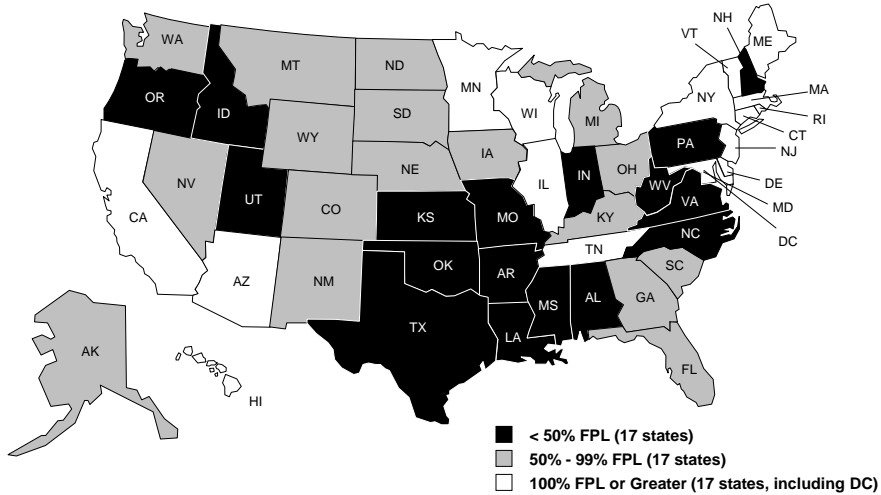 NH
VT
ME
WA
MT
ND
MN
OR
ID
SD
WI
NY
MA
RI
CT
NJ
WY
MI
IA
PA
NE
OH
DE
NV
UT
IL
IN
WV
MD
CO
KS
MO
KY
VA
DC
CA
NC
TN
AZ
NM
OK
AR
SC
MS
AL
GA
TX
LA
AK
FL
HI
< 50% FPL (17 states)
50% - 99% FPL (17 states)
100% FPL or Greater (17 states, including DC)